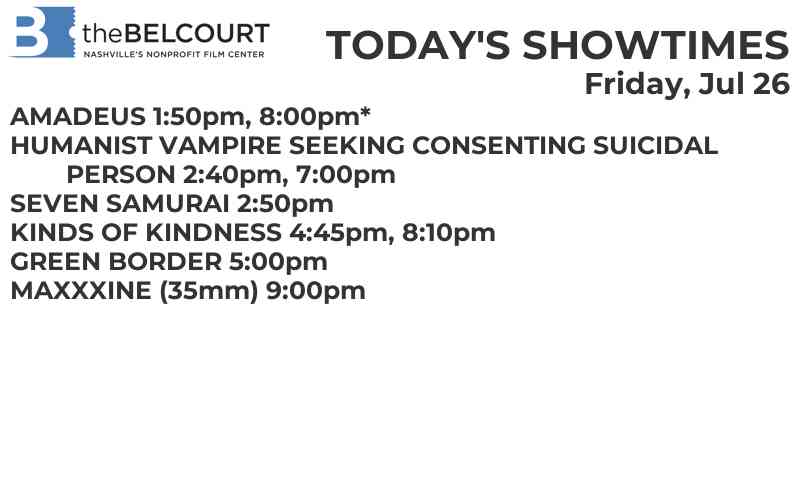 B theBELCOURT
NASHVILLE'S NONPROFIT FILM CENTER
TODAY'S SHOWTIMES
Friday, Jul 26
AMADEUS 1:50pm, 8:00pm*
HUMANIST VAMPIRE SEEKING CONSENTING SUICIDAL
PERSON 2:40pm, 7:00pm
SEVEN SAMURAI 2:50pm
KINDS OF KINDNESS 4:45pm, 8:10pm
GREEN BORDER 5:00pm
MAXXXINE (35mm) 9:00pm